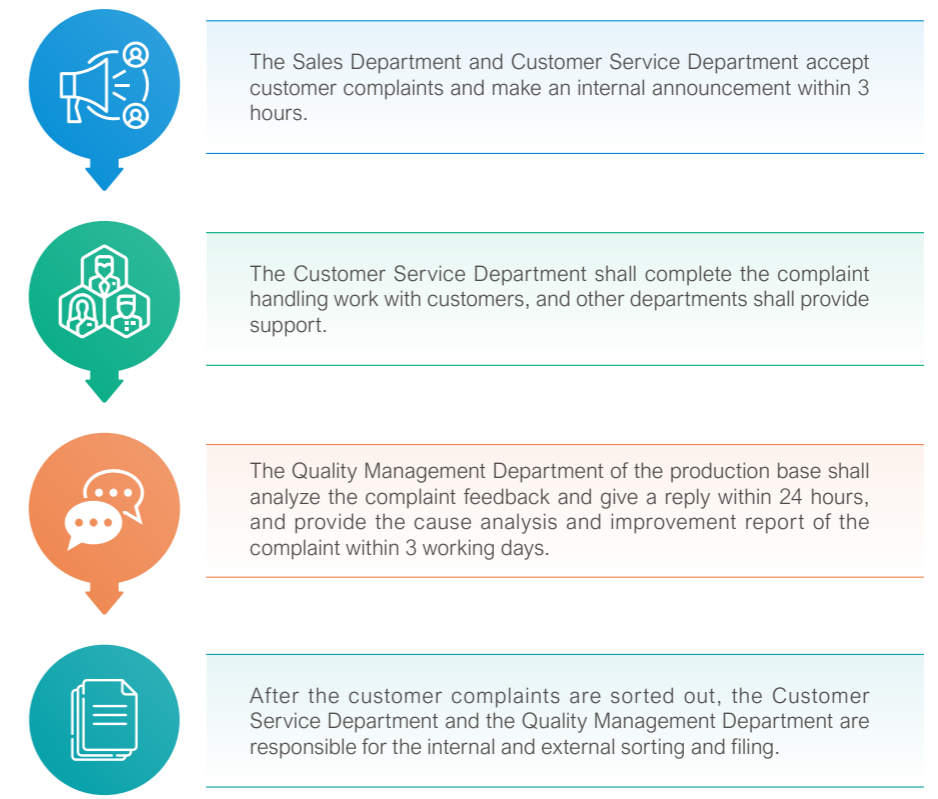 The Sales Department and Customer Service Department accept
customer complaints and make an internal announcement within 3
hours.
The Customer Service Department shall complete the complaint
handling work with customers, and other departments shall provide
support.
The Quality Management Department of the production base shall
analyze the complaint feedback and give a reply within 24 hours,
and provide the cause analysis and improvement report of the
complaint within 3 working days.
After the customer complaints are sorted out, the Customer
Service Department and the Quality Management Department are
responsible for the internal and external sorting and filing.